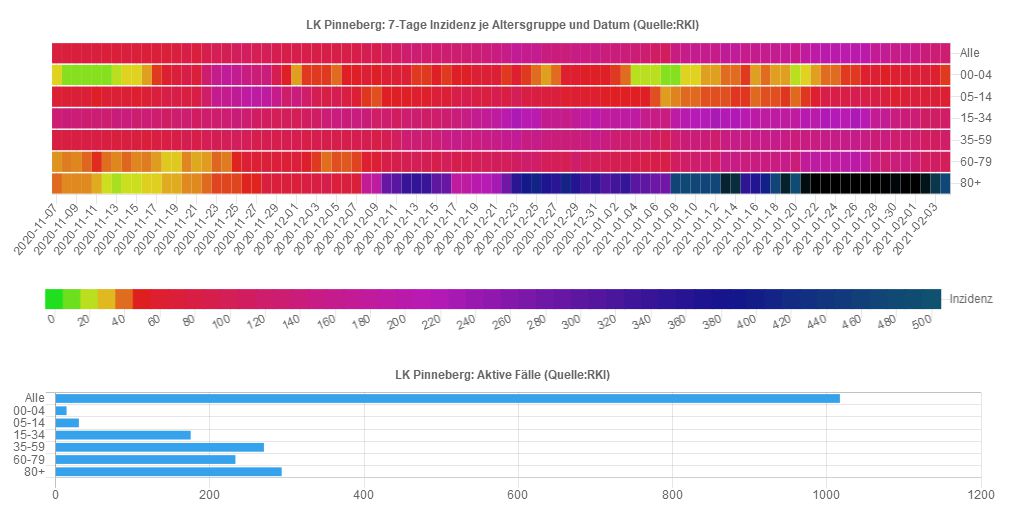 LK Pinneberg: 7-Tage Inzidenz je Altersgruppe und Datum (Quelle:RKI)
Alle
00-04
05-14
15-34
35-59
60-79
80+
2020-11-07 2020-11-09 2020-11-11 2020-11-13 2020-11-15 2020-11-17 2020-11-19 2020-11-21 2020-11-23 2020-11-25 2020-11-27 2020-11-29 2020-12-01 2020-12-03 2020-12-05 2020-12-07 2020-12-09 2020-12-11 2020-12-13 2020-12-15 2020-12-17 2020-12-19 2020-12-21 2020-12-23 2020-12-25 2020-12-27 2020-12-29 2020-12-31 2021-01-02 2021-01-04 2021-01-06 2021-01-08 2021-01-10 2021-01-12 2021-01-14 2021-01-16 2021-01-18 2021-01-20 2021-01-22 2021-01-24 2021-01-26 2021-01-28 2021-01-30 2021-02-01 2021-02-03
Inzidenz
0 20 40 60 80 100 120 140 160 180 200 220 240 260 280 300 320 340 360 380 400 420 440 460 480 500
LK Pinneberg: Aktive Fälle (Quelle:RKI)
Alle
00-04
05-14
15-34
35-59
60-79
80+
0 200 400 600 800 1000 1200